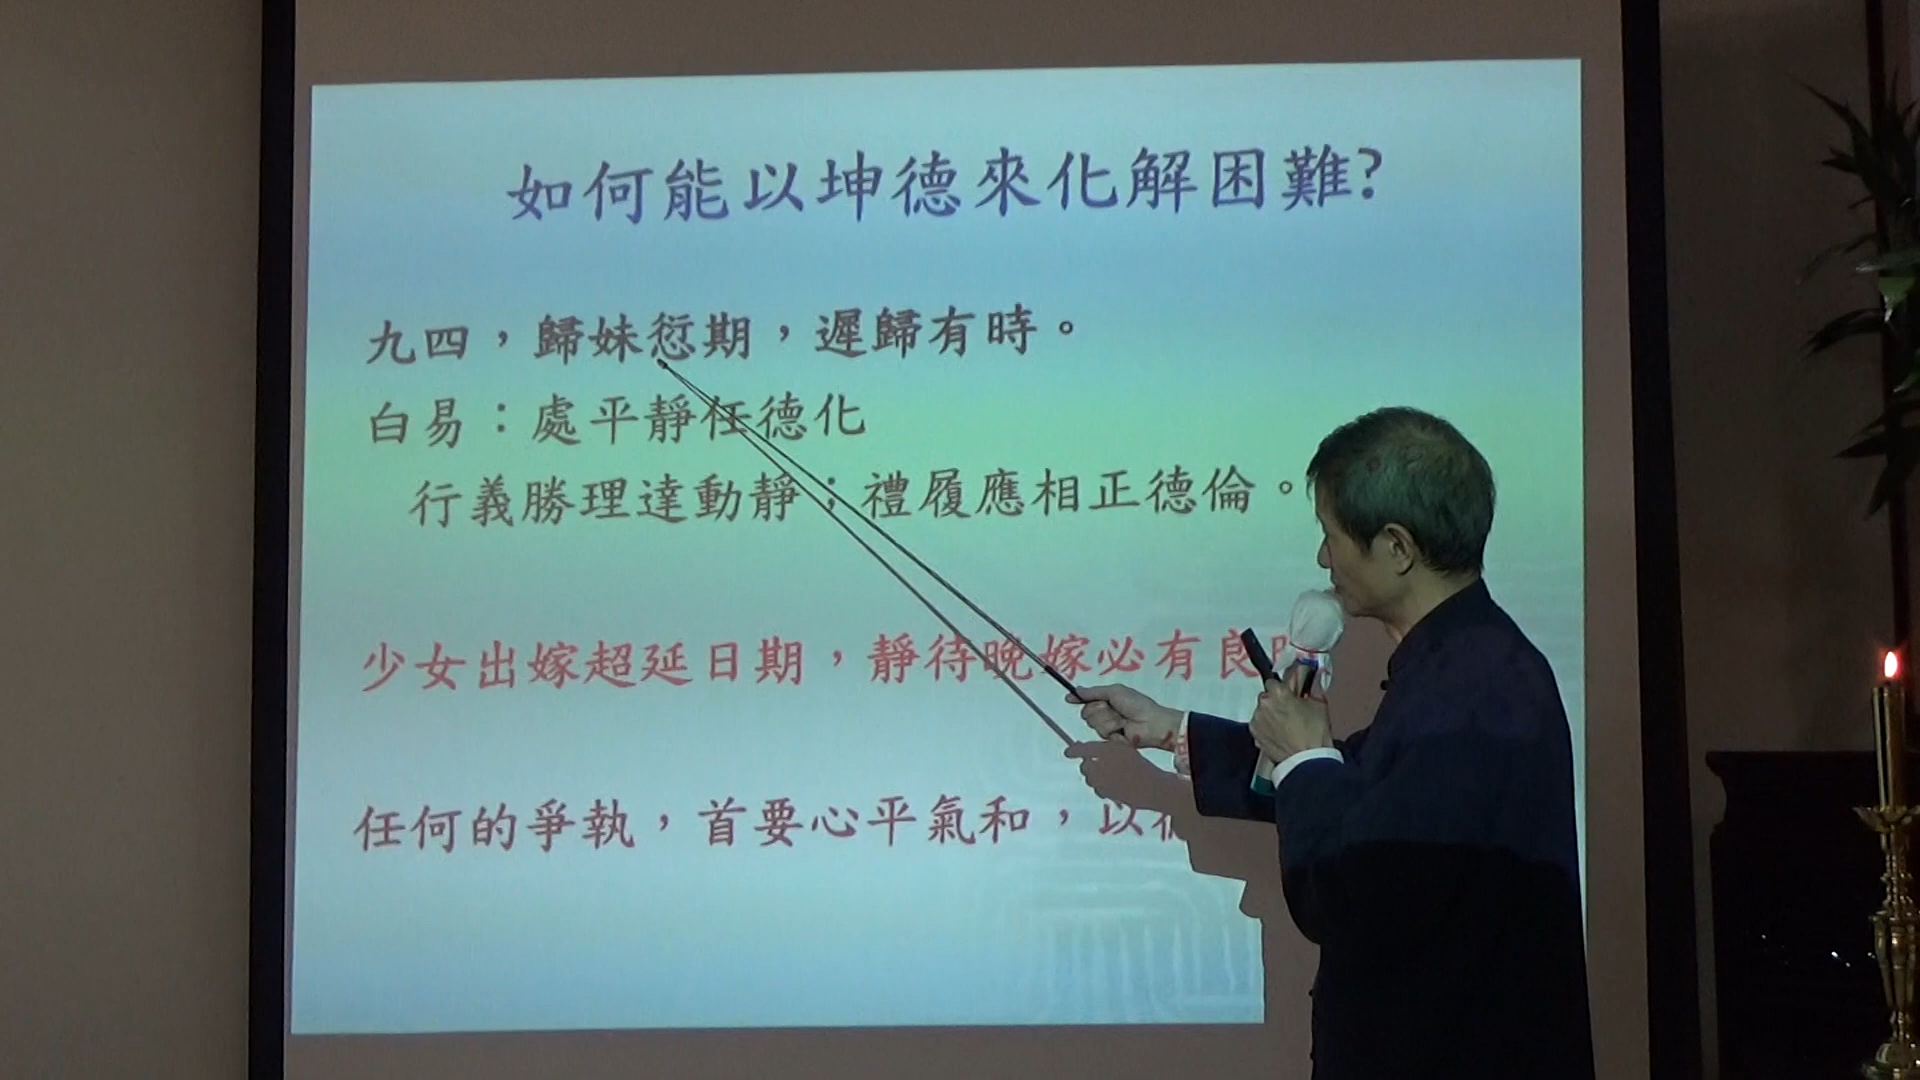 如何能以坤德來化解困難?
九四，歸妹愆期，遲歸有時。
白易：處平靜任德化
行義勝理達動靜；禮履應相正德倫。
少女出嫁超延日期，靜待晚嫁必有良
任何的爭執，首要心平氣和，以